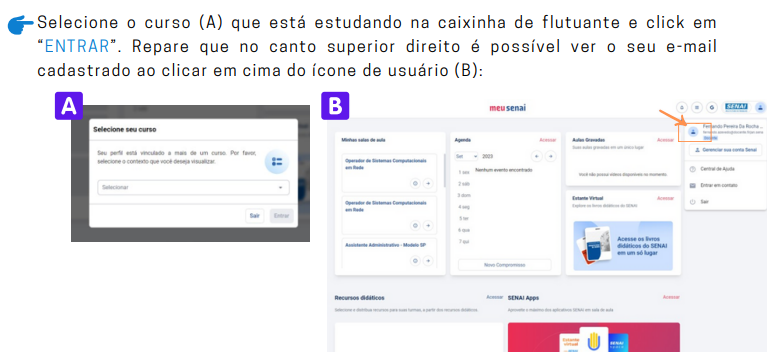 Selecione o curso (A) que está estudando na caixinha de flutuante e click em
“ENTRAR”. Repare que no canto superior direito é possível ver o seu e-mail
cadastrado ao clicar em cima do ícone de usuário (B):
A
B
Selecione seu curso
Seu perfil está vinculado a mais de um curso. Por favor,
selecione o contexto que você deseja visualizar.
Selecionar
Sair
Entrar
meusenai
SENAI
Fernando Pereira Da Rocha
Gerenciar sua conta Senai
Central de Ajuda
Entrar em contato
Sair
Minhas salas de aula
Operador de Sistemas Computacionais
em Rede
Operador de Sistemas Computacionais
em Rede
Assistente Administrativo - Modelo SP
Agenda
Acessar
Set
2023
1 sex
Nenhum evento encontrado
2 sáb
3 dom
4 seg
5 ter
6 qua
7 qui
Novo Compromisso
Aulas Gravadas
Acessar
Suas aulas gravadas em um único lugar
Você não possui vídeos disponíveis no momento.
Estante Virtual
Acessar
Explore os livros didáticos do SENAI
Acesse os livros
didáticos do SENAI
em um só lugar
Recursos didáticos
Acessar
Selecione e distribua recursos para suas turmas, a partir dos recursos didáticos.
SENAI Apps
Acessar
Aproveite o máximo dos aplicativos SENAI em sala de aula
Estante
virtual
SENAI